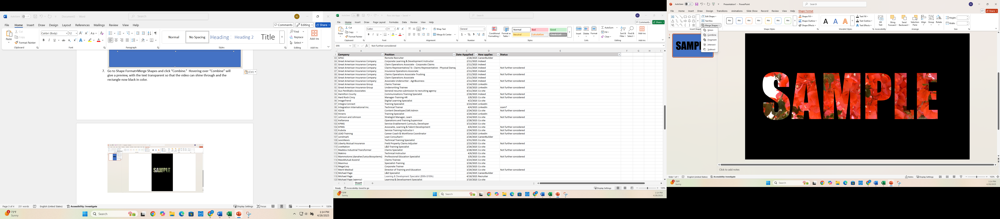 AutoSave Off Document3 - Word Search RS
File Home Insert Draw Design Layout References Mailings Review View Help Comments Editing Share
Paste Cut Copy Format Painter Calibri (Body) 12 Normal No Spacing Heading Heading 2 Title Find Replace Select Add-ins
Clipboard Font Paragraph Styles Editing Add-ins
7. Go to Shape Format>Merge Shapes and click “Combine.” Hovering over “Combine” will
give a preview, with the text transparent so that the video can shine through and the
rectangle now black in color.
(Ctrl)
SAMPLE
Page 3 of 4 251 words English (United States) Accessibility: Investigate Display Settings Focus 100%
73°F
Sunny
Search
1:14 PM
4/28/2025
AutoSave Saved Search RS
File Home Insert Draw Page Layout Formulas Data Review View Help Comments Share
Paste Cut Copy Format Painter Calibri 11 Wrap Text Merge & Center General Conditional Formatting Format as Table Normal Bad Good Neutral Calculation Check Cell Insert Delete Format AutoSum Fill Clear Sort & Filter Find & Select Add-ins
Clipboard Font Alignment Number Styles Cells Editing Add-ins
E95 Not further considered
A B C D E F G H I
1 Company Position Date Appplied How applies Status
83 GPAC Remote Recruiter 2/28/2025 CareerBuilder
84 Great American Insurance Company Corporate Learning & Development Instructor 2/11/2025 Indeed
85 Great American Insurance Company Claim Operations Associate - Corporate Claims 2/11/2025 Indeed
86 Great American Insurance Company Claims Representative/ Sr. Claims Representative - Physical Damag 2/11/2025 Indeed Not further considered
87 Great American Insurance Company Insurance Operations Associate 2/11/2025 Indeed
88 Great American Insurance Company Claims Operations Associate-Trucking 2/11/2025 Indeed Not further considered
89 Great American Insurance Company Claim Operations Associate 2/11/2025 Indeed
90 Great American Insurance Company Associate Underwriter - AgriBusiness 2/11/2025 Indeed Not further considered
91 Great American Insurance Group Claims Trainee 3/14/2025 LinkedIn
92 Great American Insurance Group Underwriting Trainee 3/18/2025 LinkedIn Not further considered
93 Gus Perdikakis Associates General resume submission to recruiting agency 4/11/2025 Co site
94 Hamilton County Communications Training Specialst 2/26/2025 Indeed Not further considered
95 Hard Rock Cincy Manager-Training-HR 3/8/2025 Co site Not further considered
96 ImageTrend Digital Learning Specialist 4/2/2025 Co site
97 Integra Connect Training Specialist 3/23/2025 LinkedIn
98 Integration International Inc. Technical Trainer 4/4/2025 LinkedIn scam?
99 IQVIA Content Developer/LMS Admin 2/24/2025 Co site Not further considered
100 Itineris Training Specialist 3/20/2025 LinkedIn
101 Johnson and Johnson Strategist Manager, Learn 3/14/2025 Co site Not further considered
102 Kellanova Operations and Training Supervisor 2/28/2025 Co site
103 KPMG Service Enablement Curriculu, Developer 3/13/2025 Co site
104 KPMG Assocaite, Learning & Talent Development 4/6/2025 Co site Not further considered
105 Kubota Service Training Instructor I 2/24/2025 Co site Not further considered
106 LEAD Training Career Coach & Workforce Coordinator 3/23/2025 LinkedIn Not further considered
107 Lendmark Loan Consultant I 2/26/2025 CareerBuilder
108 LexisNexis Technical Training Specialist 3/31/2025 Co site
109 Liberty Mutual Insurance Field Property Claims Adjuster 2/23/2025 Co site Not further considered
110 LiveNation L&D Training Specialist 2/26/2025 Co site
111 Maddox Industrial Transformer Claims Specialist 3/28/2025 Co site Not further considered
112 Makino Technical Instructor 4/6/2025 Co site
113 Mammotone (danaher/Leica Biosystems) Professional Education Specialist 3/8/2025 Co site Not further considered
114 MassMutual Ascend Claims Trainee 3/23/2025 Co site
115 Maximus Specialist-Training 3/26/2025 Co site
116 MegaCorp Corporate Trainer 3/20/2025 Co site
117 Merit Medical Director of Training and Education 3/20/2025 Co site Not further considered
118 Michael Page L&D Specialist 2/24/2025 CareerBuilder
119 Michael Page Learning & Development Specialist ($90k-$100k) 4/18/2025 Recruiter
120 Michael Page (agency) Learning & Development Specialist 3/10/2025 Co site
Sheet1
Ready Accessibility: Good to go Display Settings 100%
73°F
Sunny
Search
1:14 PM
4/28/2025
AutoSave Off Presentation1 - PowerPoint Search RS
File Home Insert Draw Design Transitions Animations Slide Show Record Review View Help Shape Format Share
Edit Shape Text Box Merge Shapes Abc Abc Abc Abc Abc Abc Abc Shape Fill Shape Outline Shape Effects A A A Text Fill Text Outline Text Effects Alt Text Bring Forward Send Backward Selection Pane Align Group Rotate Height: Width:
Insert Shapes Shape Styles WordArt Styles Accessibility Arrange Size
Union
Combine
Fragment
Intersect
Subtract
1
SAMPLE
Click to add notes
Slide 1 of 1 English (United States) Accessibility: Investigate Notes Display Settings 102%
73°F
Sunny
Search
1:14 PM
4/28/2025